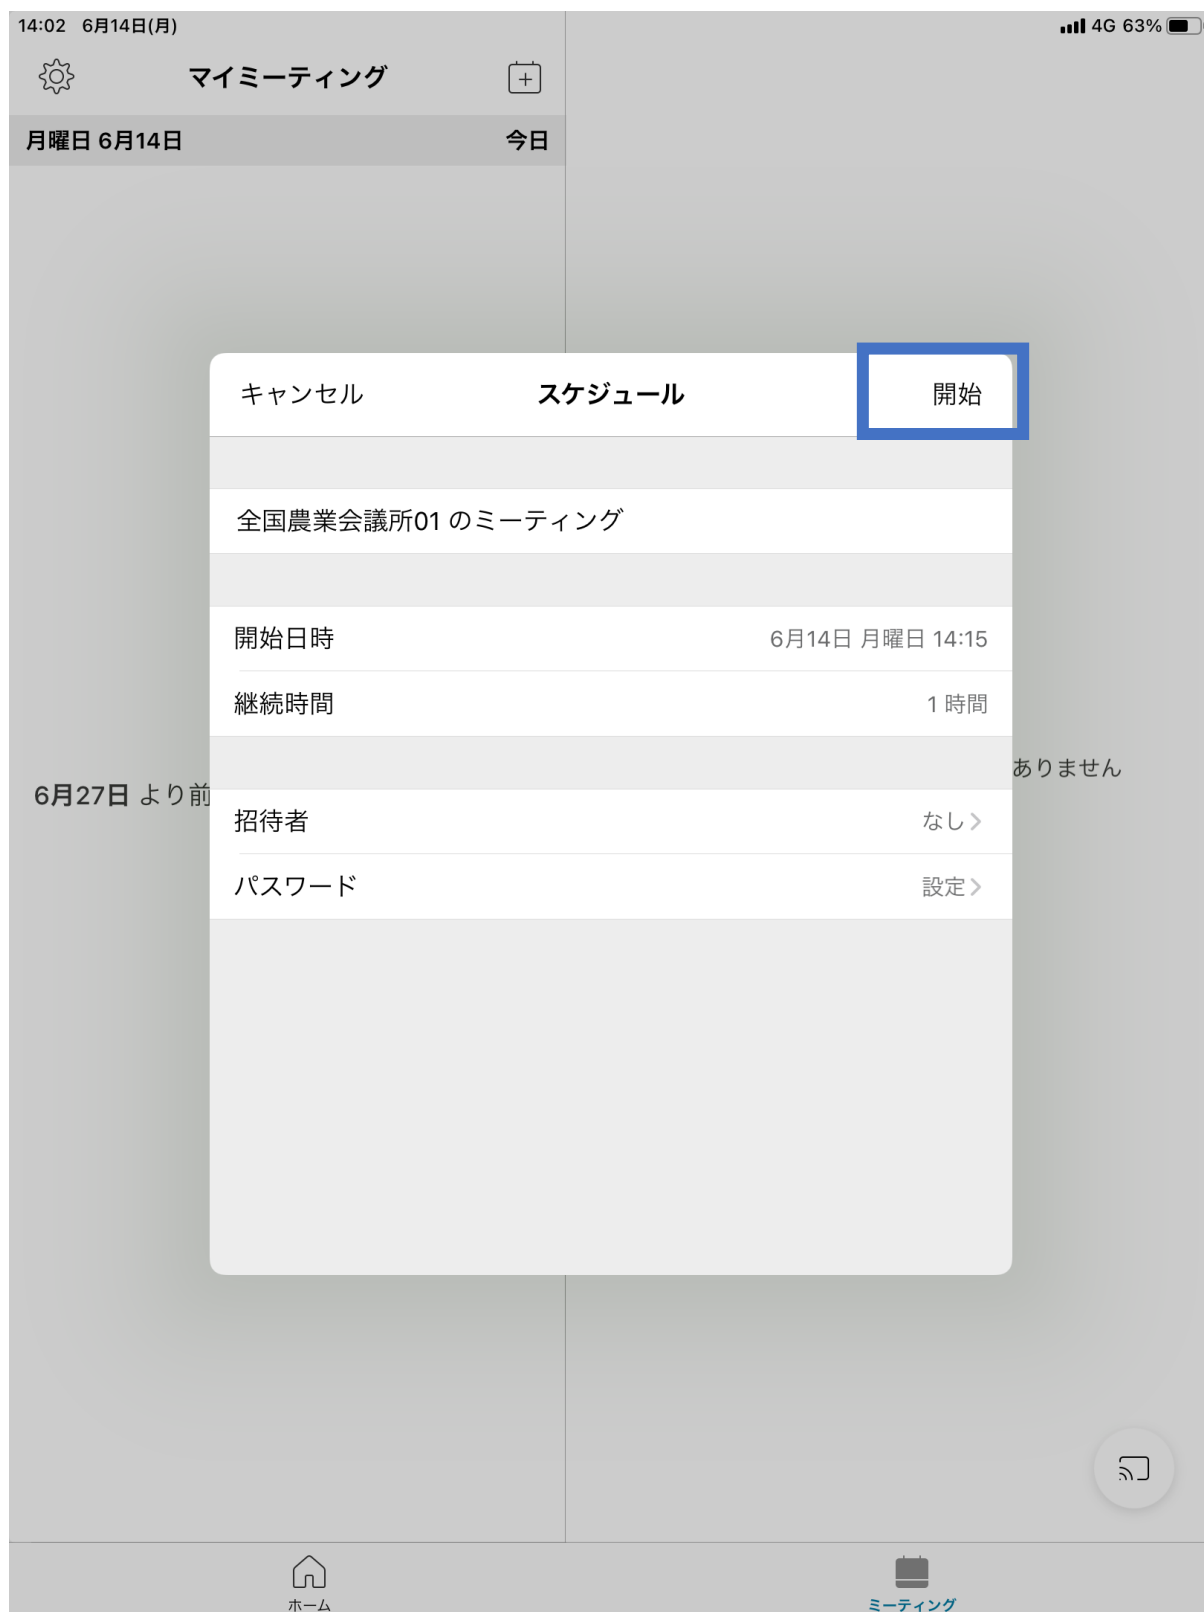 14:02 6月14日(月)
4G 63%
マイミーティング
月曜日 6月14日 今日
キャンセル スケジュール 開始
全国農業会議所01 のミーティング
開始日時 6月14日 月曜日 14:15
継続時間 1 時間
ありません
6月27日 より前
招待者 なし
パスワード 設定
ホーム ミーティング